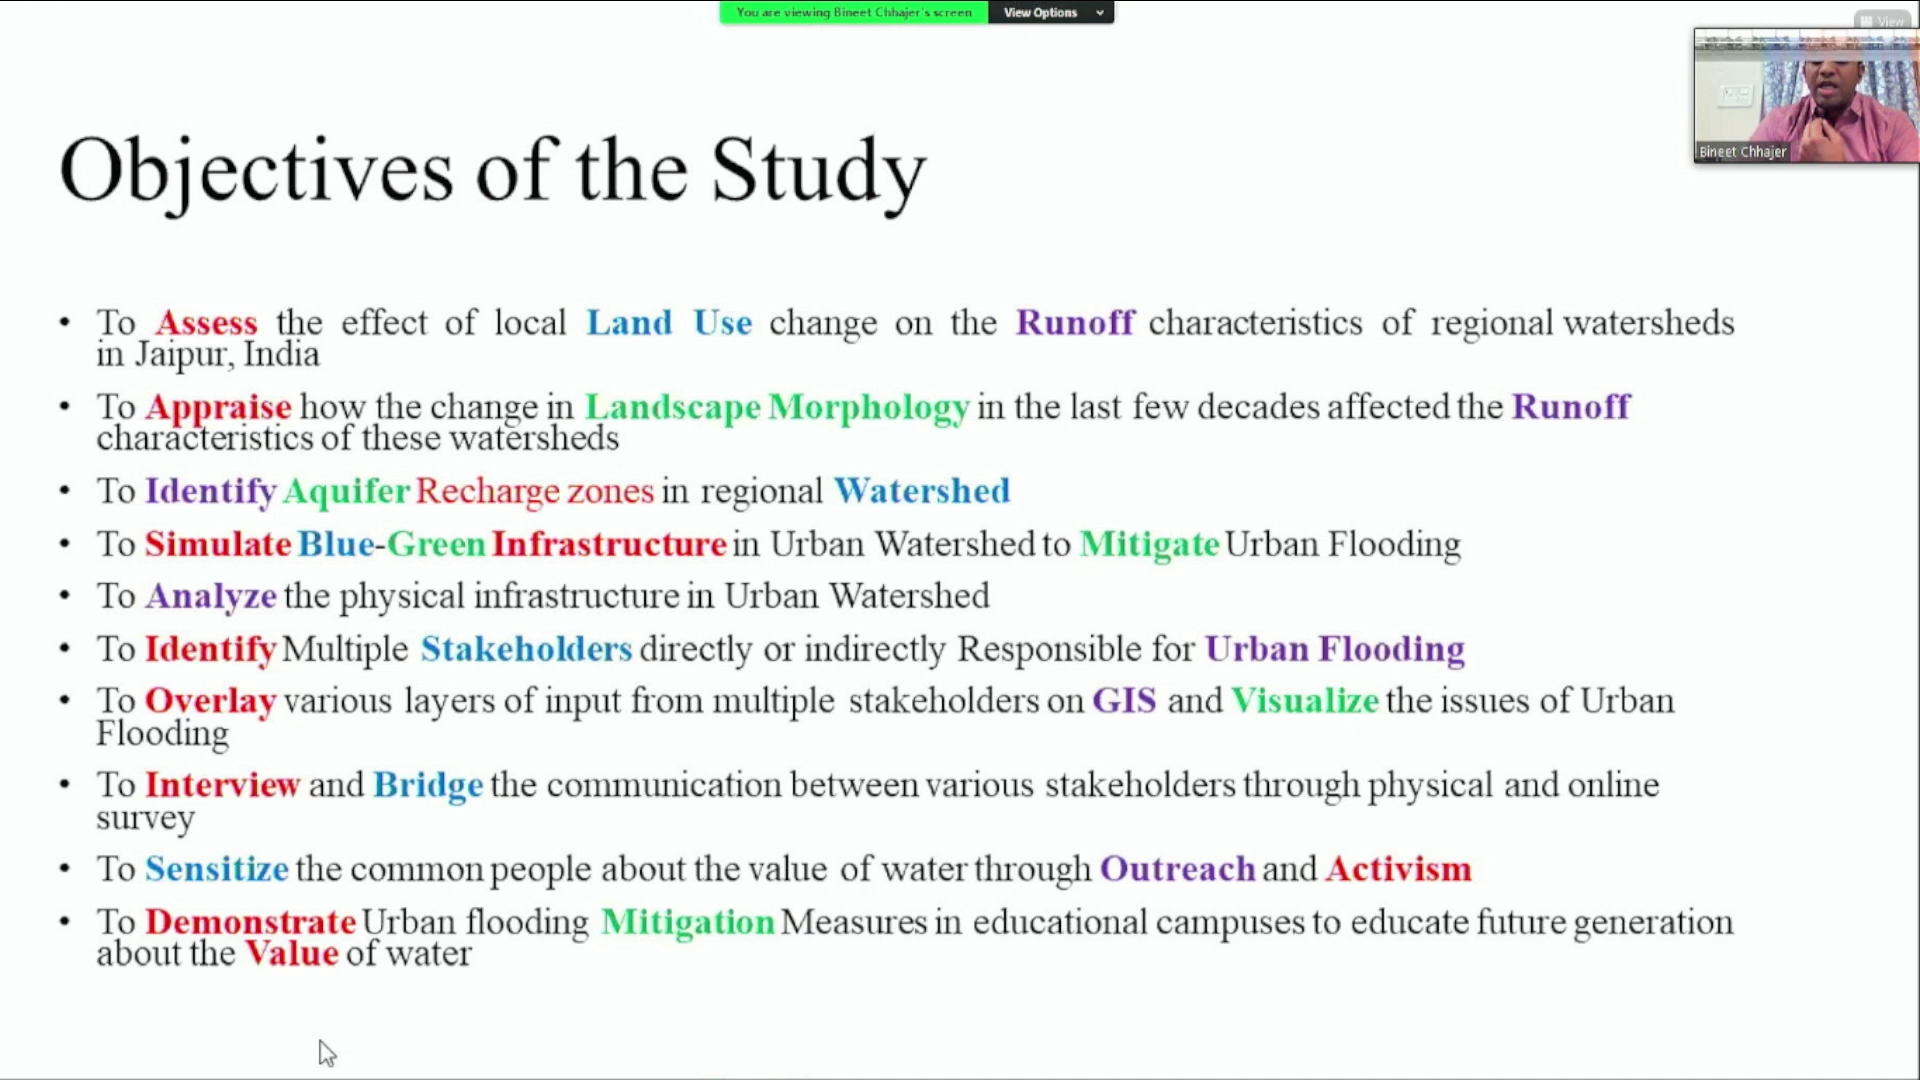 You are viewing Bineet Chhajer's screen
View Options
View
Bineet Chhajer
Objectives of the Study
• To Assess the effect of local Land Use change on the Runoff characteristics of regional watersheds
in Jaipur, India
• To Appraise how the change in Landscape Morphology in the last few decades affected the Runoff
characteristics of these watersheds
• To Identify Aquifer Recharge zones in regional Watershed
• To Simulate Blue-Green Infrastructure in Urban Watershed to Mitigate Urban Flooding
• To Analyze the physical infrastructure in Urban Watershed
• To Identify Multiple Stakeholders directly or indirectly Responsible for Urban Flooding
• To Overlay various layers of input from multiple stakeholders on GIS and Visualize the issues of Urban
Flooding
• To Interview and Bridge the communication between various stakeholders through physical and online
survey
• To Sensitize the common people about the value of water through Outreach and Activism
• To Demonstrate Urban flooding Mitigation Measures in educational campuses to educate future generation
about the Value of water